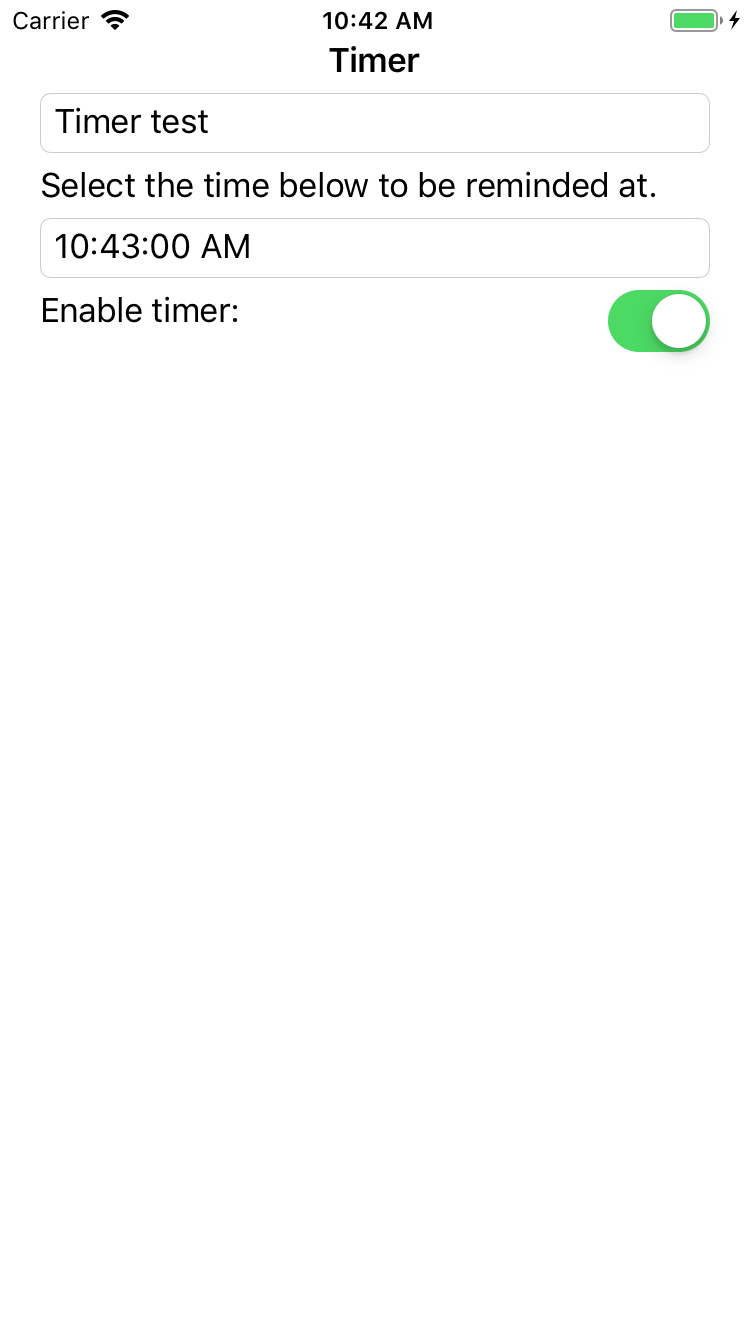 Carrier 10:42 AM
Timer
Timer test
Select the time below to be reminded at.
10:43:00 AM
Enable timer: